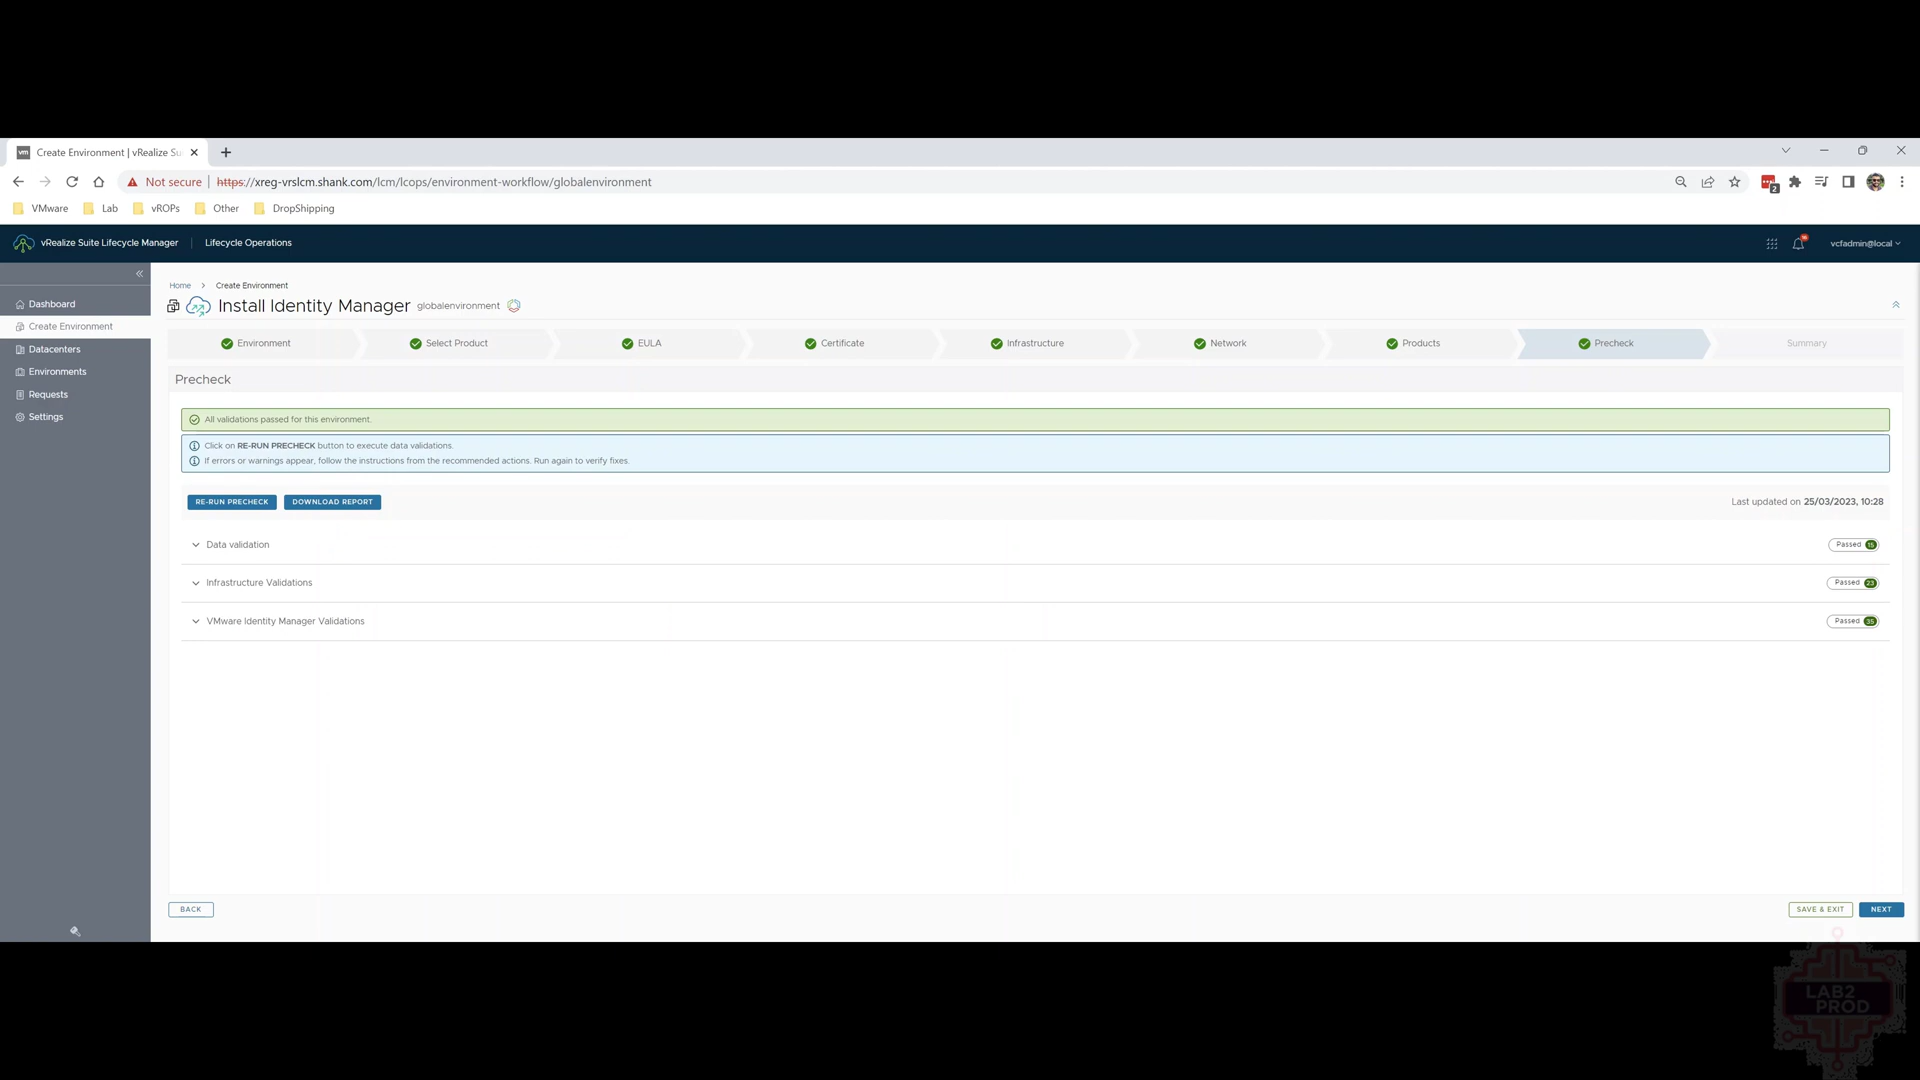 vm Create Environment | vRealize Su
Not secure | https://xreg-vrslcm.shank.com/lcm/lcops/environment-workflow/globalenvironment
2
VMware Lab vROPs Other DropShipping
vRealize Suite Lifecycle Manager Lifecycle Operations vcfadmin@local
Dashboard
Create Environment
Datacenters
Environments
Requests
Settings
Home > Create Environment
Install Identity Manager globalenvironment
Environment Select Product EULA Certificate Infrastructure Network Products Precheck Summary
Precheck
All validations passed for this environment.
Click on RE-RUN PRECHECK button to execute data validations.
If errors or warnings appear, follow the instructions from the recommended actions. Run again to verify fixes.
RE-RUN PRECHECK DOWNLOAD REPORT Last updated on 25/03/2023, 10:28
Data validation Passed 15
Infrastructure Validations Passed 23
VMware Identity Manager Validations Passed 35
BACK SAVE & EXIT NEXT
LAB2
PROD